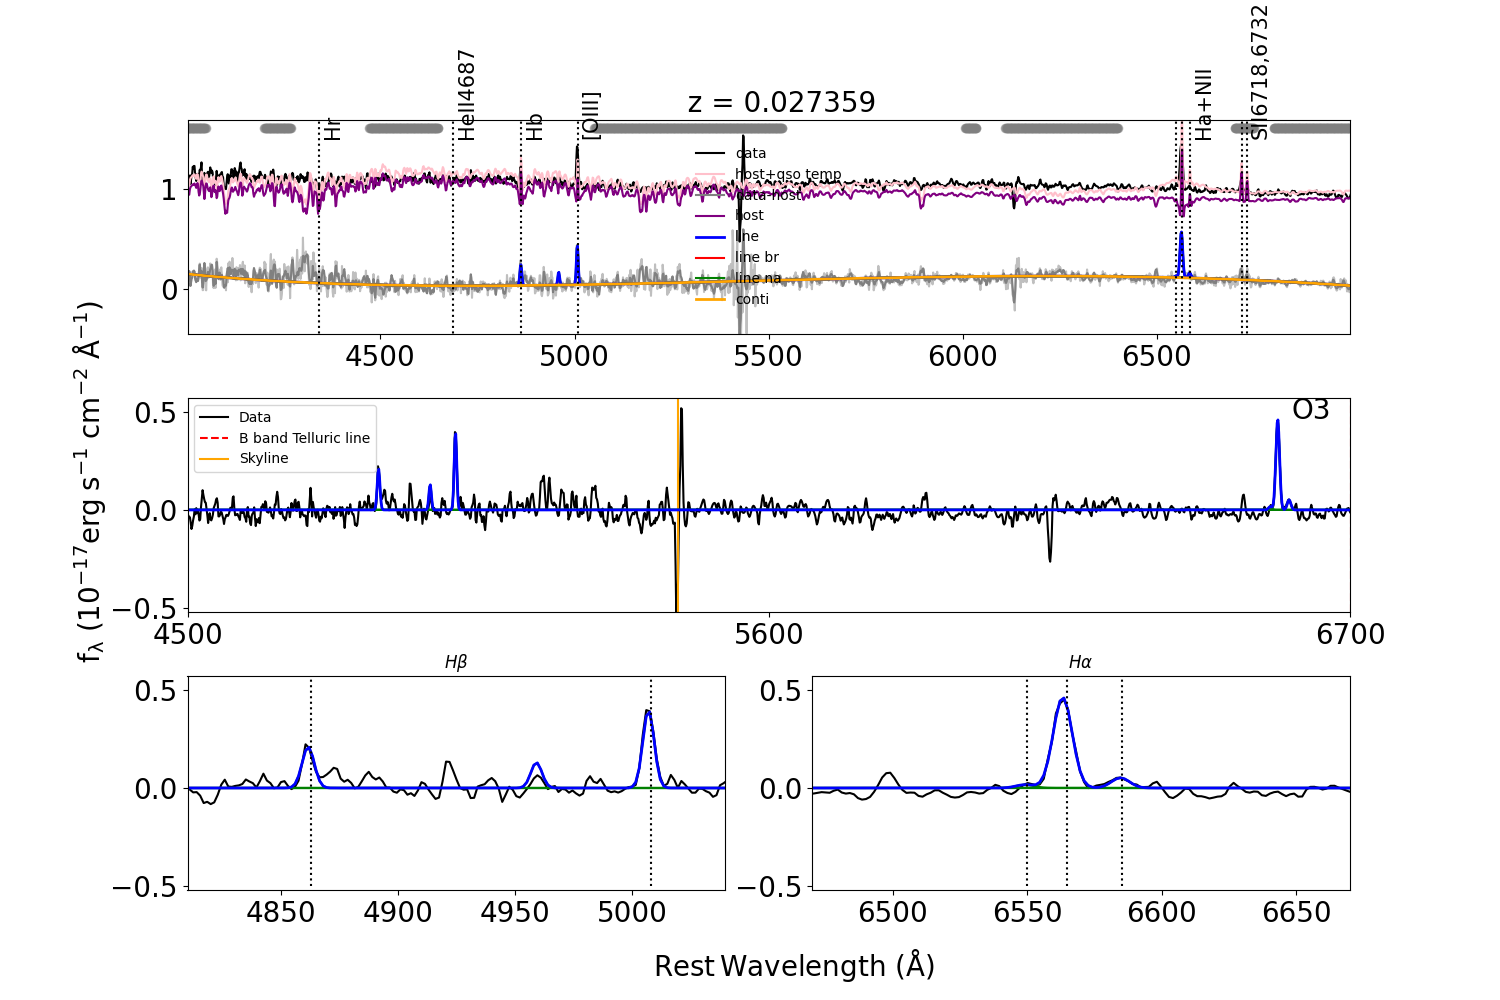 z = 0.027359
Hr
HeII4687
Hb
[OIII]
Ha+NII
SII6718,6732
data
host+qso temp
data-host
host
line
line br
line na
conti
1
0
4500 5000 5500 6000 6500
f_λ (10⁻¹⁷erg s⁻¹ cm⁻² Å⁻¹)
O3
Data
B band Telluric line
Skyline
0.5
0.0
−0.5
4500 5600 6700
Hβ
0.5
0.0
−0.5
4850 4900 4950 5000
Hα
0.5
0.0
−0.5
6500 6550 6600 6650
Rest Wavelength (Å)